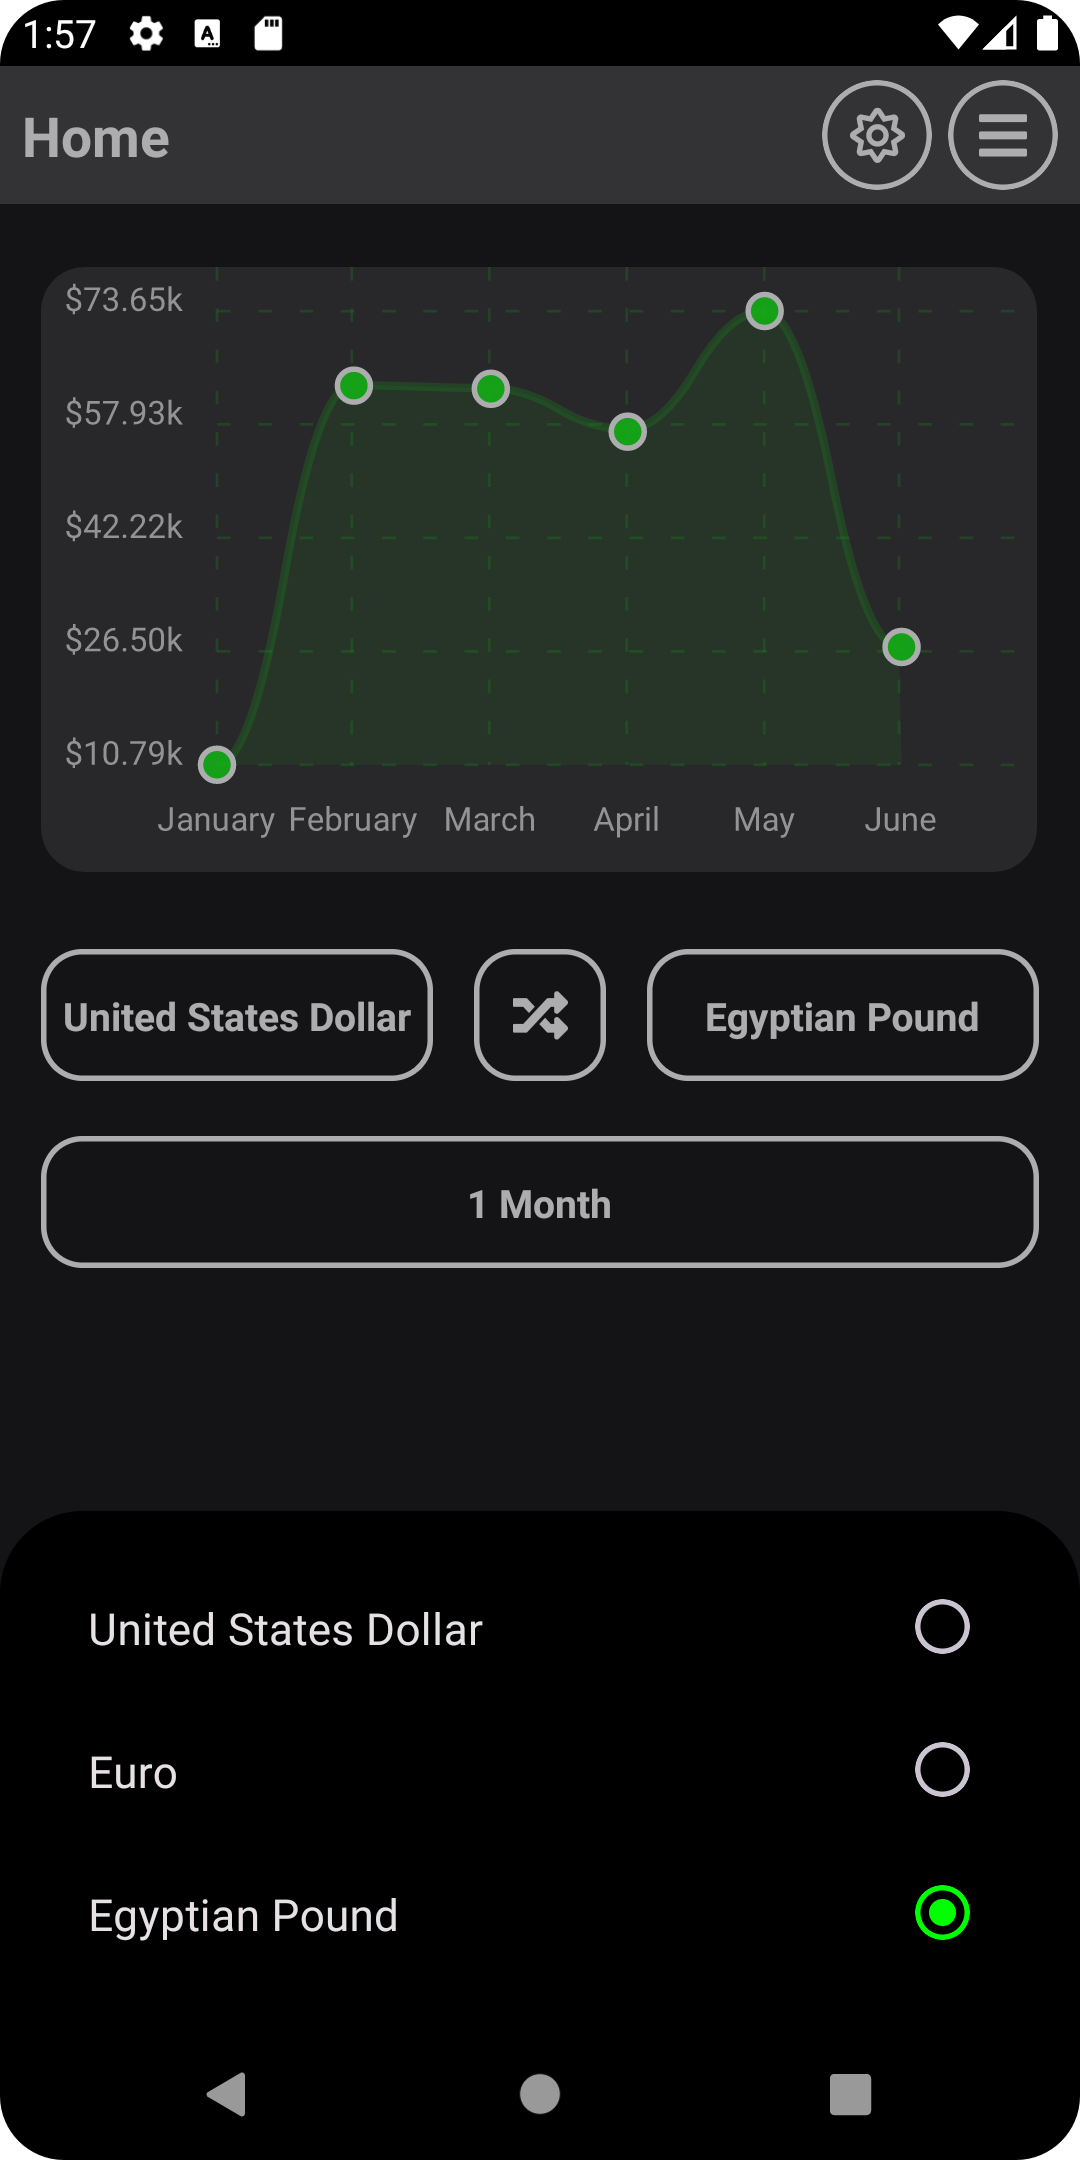 1:57
Home
$73.65k
$57.93k
$42.22k
$26.50k
$10.79k
January February March April May June
United States Dollar
Egyptian Pound
1 Month
United States Dollar
Euro
Egyptian Pound